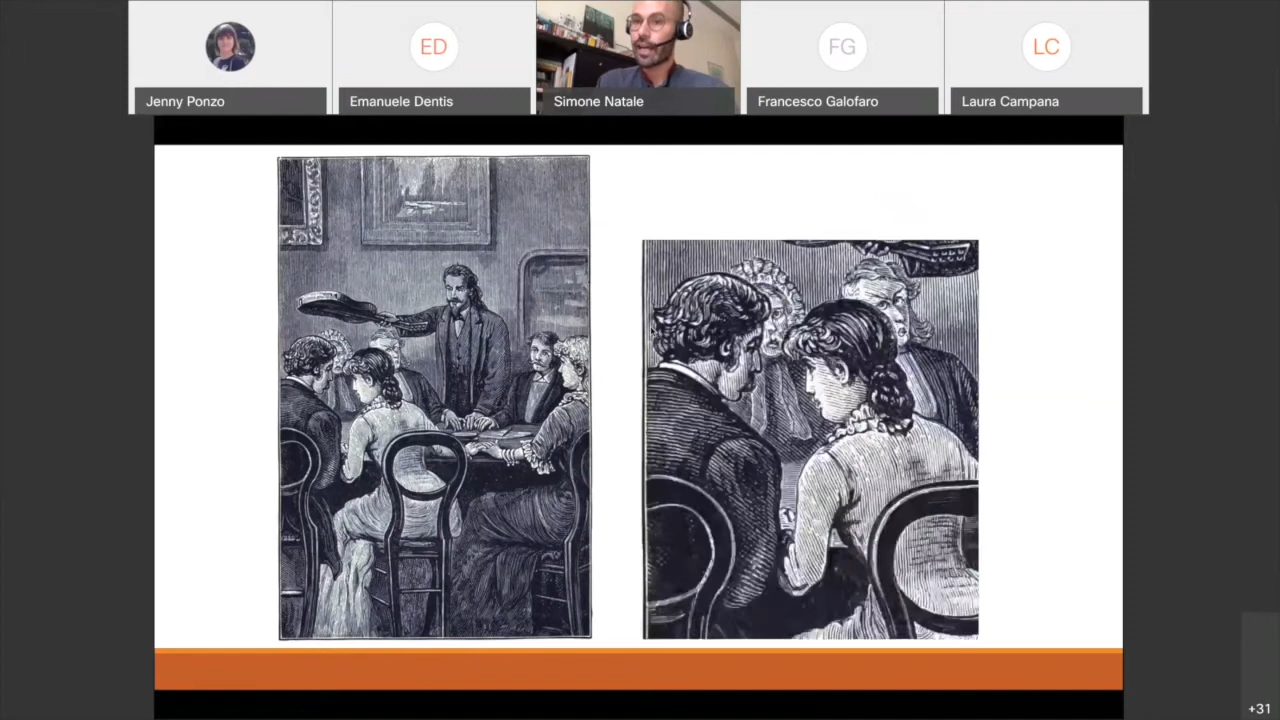 ED
FG
LC
Jenny Ponzo
Emanuele Dentis
Simone Natale
Francesco Galofaro
Laura Campana
+31